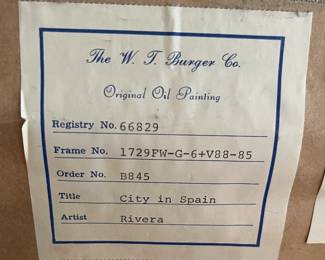 The W. T. Burger Co.
Original Oil Painting
Registry No. 66829
Frame No. 1729FW-G-6+V88-85
Order No. B845
Title City in Spain
Artist Rivera